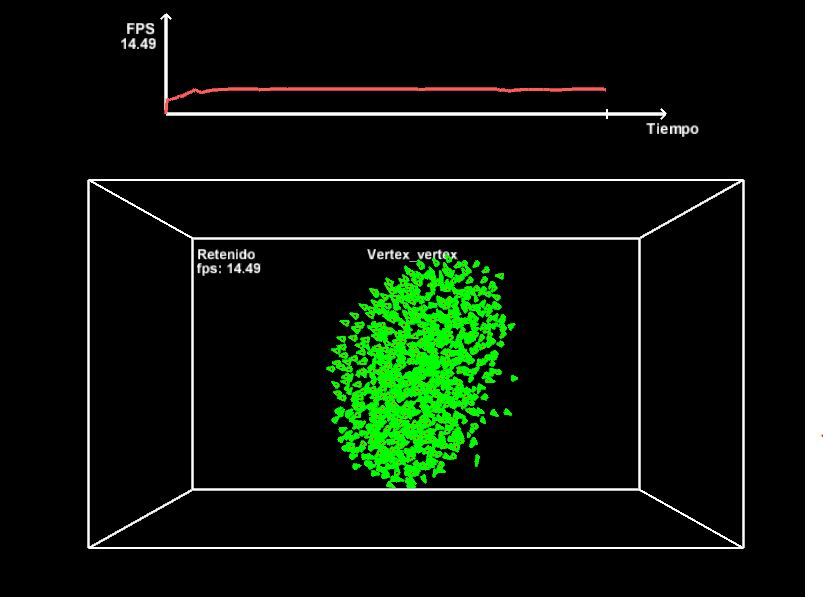 FPS
14.49
Tiempo
Retenido
fps: 14.49
Vertex_vertex